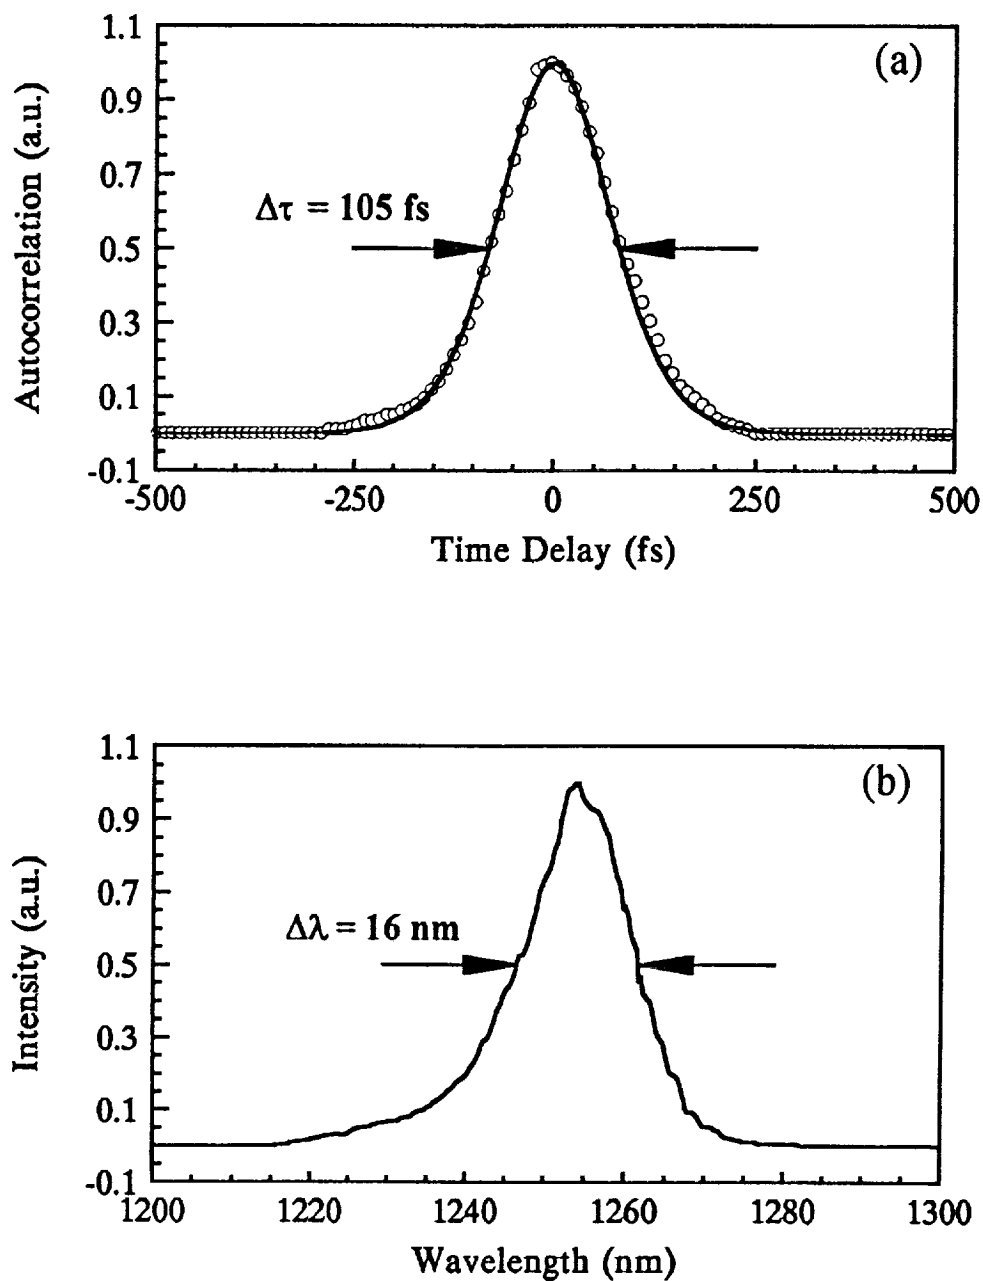 1.1
(a)
0.9
0.7
Δτ = 105 fs
0.5
0.3
0.1
-0.1
-500 -250 0 250 500
Autocorrelation (a.u.)
Time Delay (fs)
1.1
(b)
0.9
0.7
Δλ = 16 nm
0.5
0.3
0.1
-0.1
1200 1220 1240 1260 1280 1300
Intensity (a.u.)
Wavelength (nm)